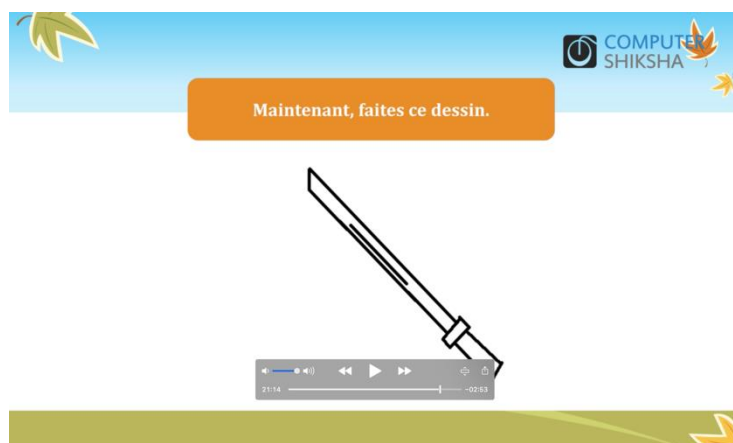 COMPUTER
SHIKSHA
Maintenant, faites ce dessin.
21:14
-02:53